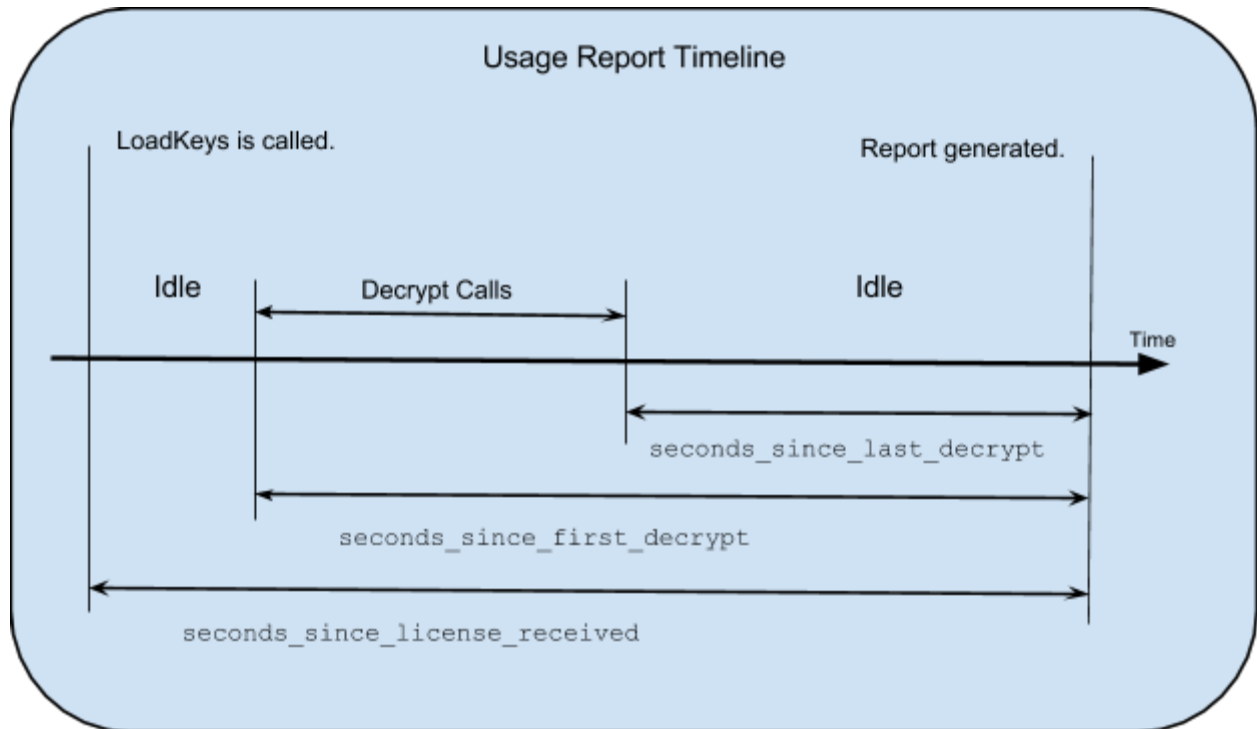 Usage Report Timeline
LoadKeys is called.
Report generated.
Idle
Decrypt Calls
Idle
Time
seconds_since_last_decrypt
seconds_since_first_decrypt
seconds_since_license_received